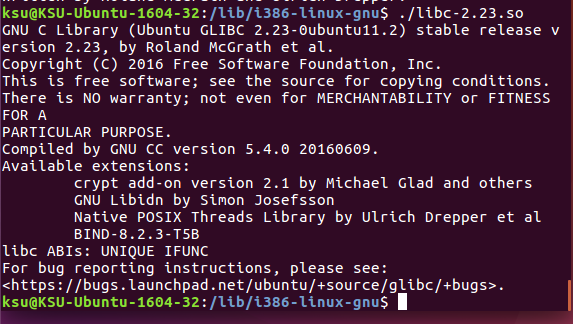 ksu@KSU-Ubuntu-1604-32:/lib/i386-linux-gnu$ ./libc-2.23.so
GNU C Library (Ubuntu GLIBC 2.23-0ubuntu11.2) stable release v
ersion 2.23, by Roland McGrath et al.
Copyright (C) 2016 Free Software Foundation, Inc.
This is free software; see the source for copying conditions.
There is NO warranty; not even for MERCHANTABILITY or FITNESS
FOR A
PARTICULAR PURPOSE.
Compiled by GNU CC version 5.4.0 20160609.
Available extensions:
crypt add-on version 2.1 by Michael Glad and others
GNU Libidn by Simon Josefsson
Native POSIX Threads Library by Ulrich Drepper et al
BIND-8.2.3-T5B
libc ABIs: UNIQUE IFUNC
For bug reporting instructions, please see:
<https://bugs.launchpad.net/ubuntu/+source/glibc/+bugs>.
ksu@KSU-Ubuntu-1604-32:/lib/i386-linux-gnu$